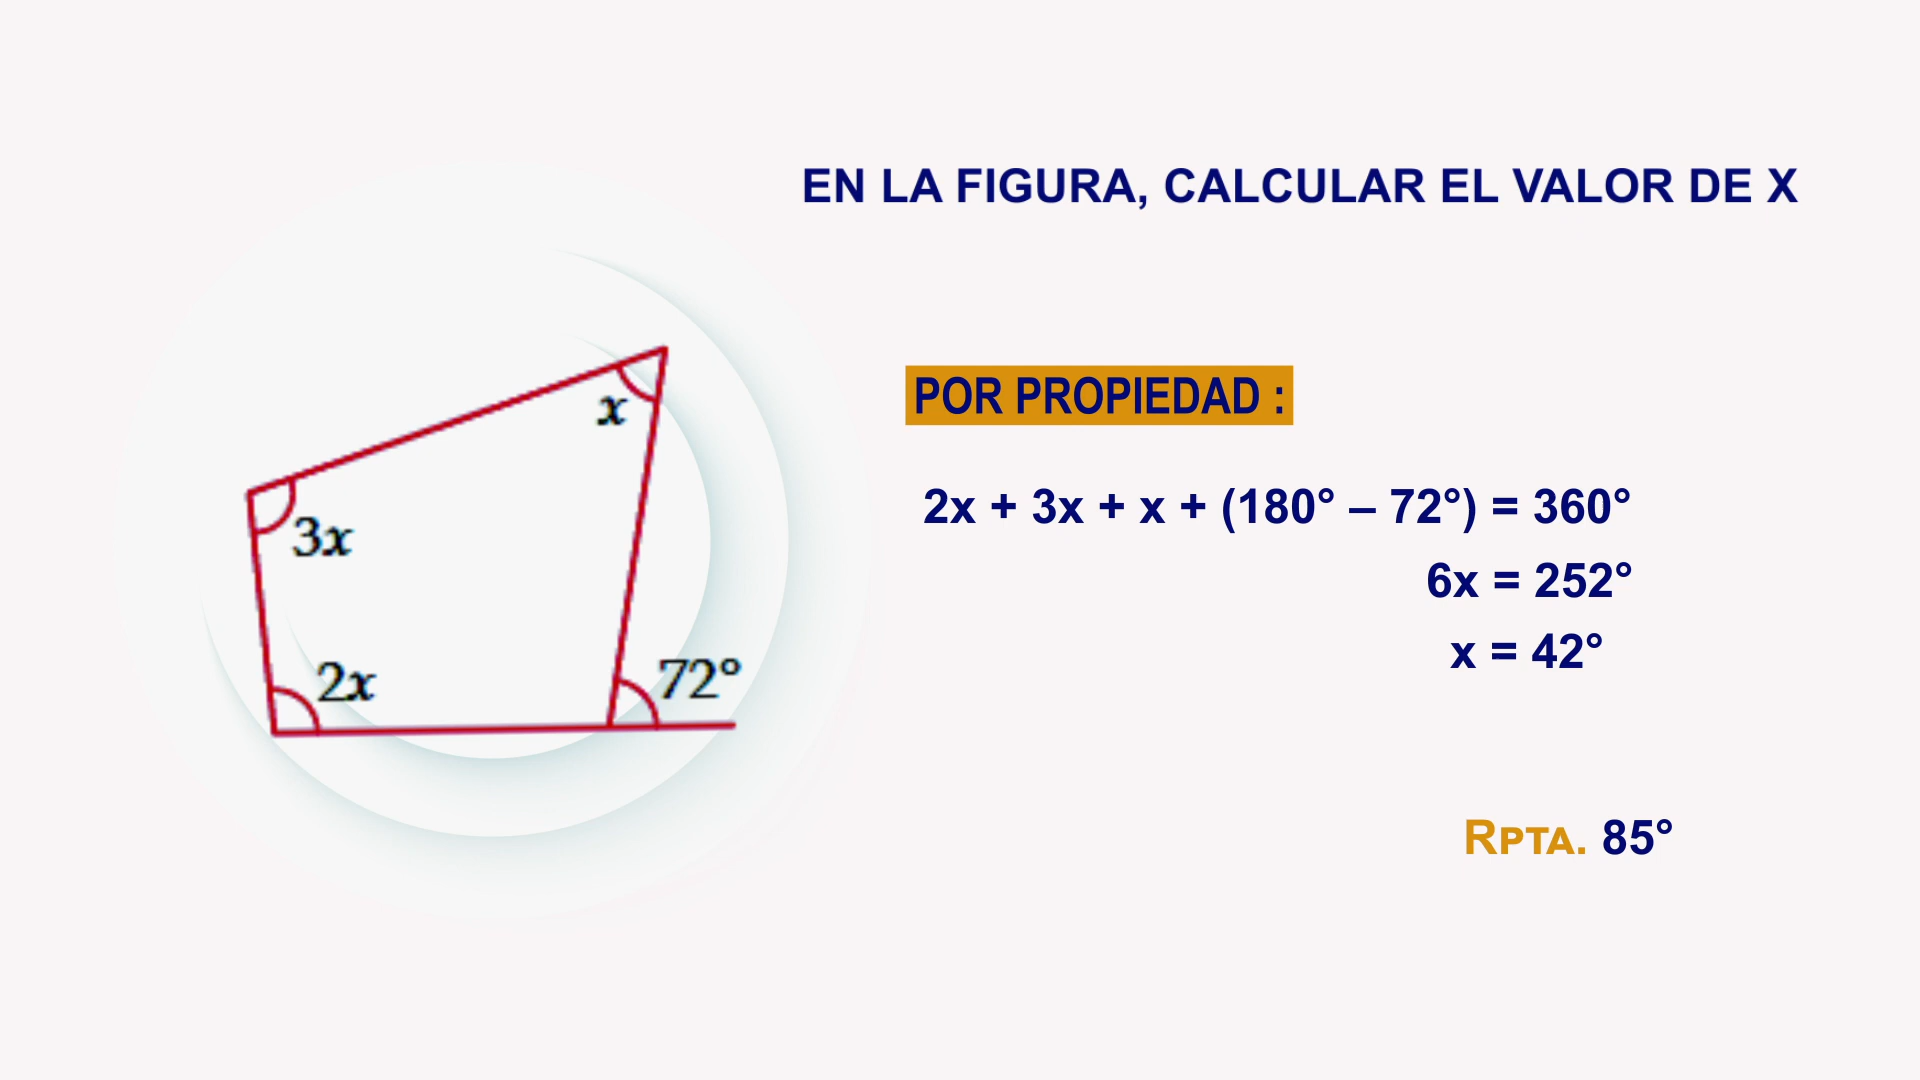 EN LA FIGURA, CALCULAR EL VALOR DE X
x
POR PROPIEDAD :
3x
2x + 3x + x + (180° – 72°) = 360°
6x = 252°
x = 42°
2x
72°
RPTA. 85°